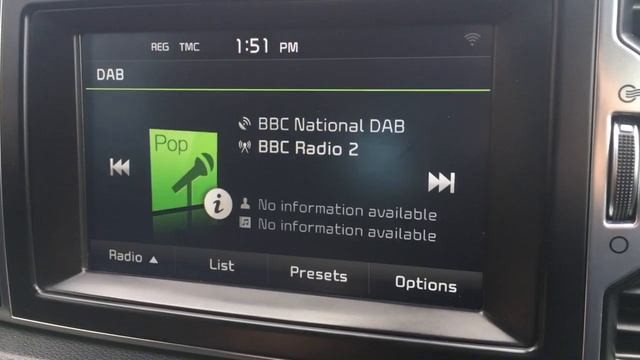 REG TMC 1:51 PM
DAB
Pop
BBC National DAB
BBC Radio 2
i
No information available
No information available
Radio ▲ List Presets Options